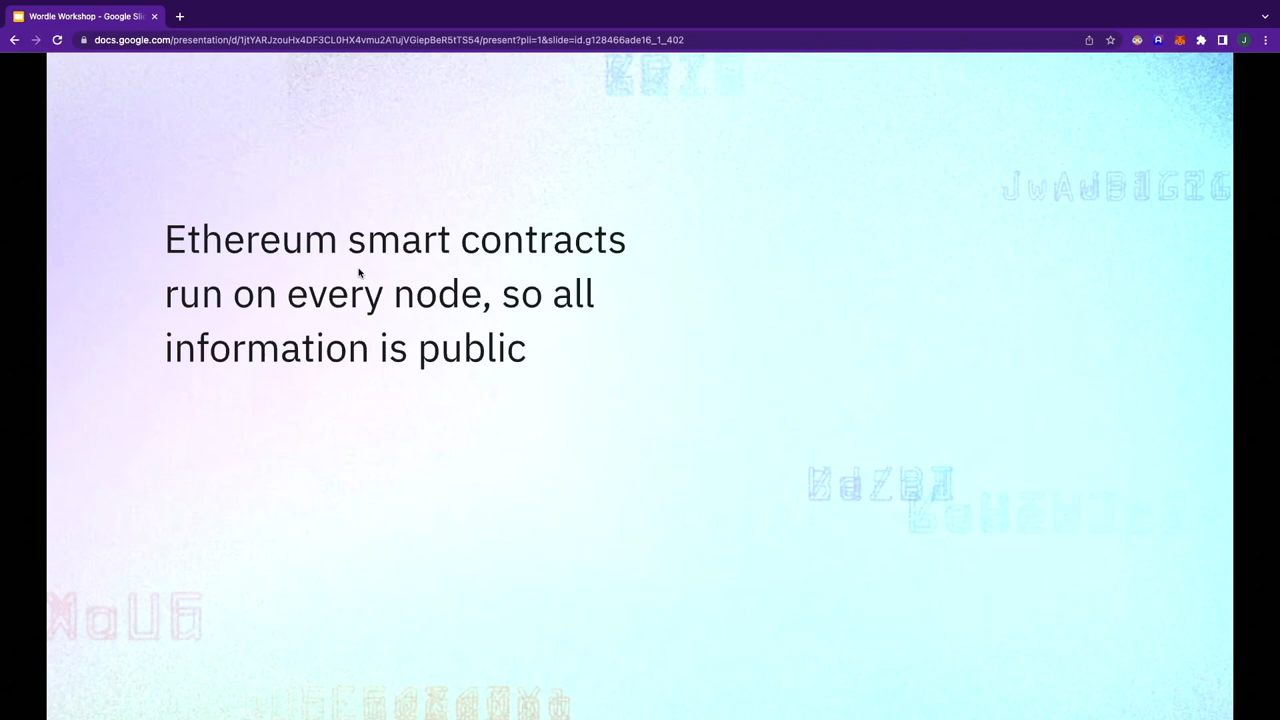 Wordle Workshop - Google Sli
docs.google.com/presentation/d/1jtYARJzouHx4DF3CL0HX4vmu2ATujVGiepBeR5tTS54/present?pli=1&slide=id.g128466ade16_1_402
J
Ethereum smart contracts
run on every node, so all
information is public